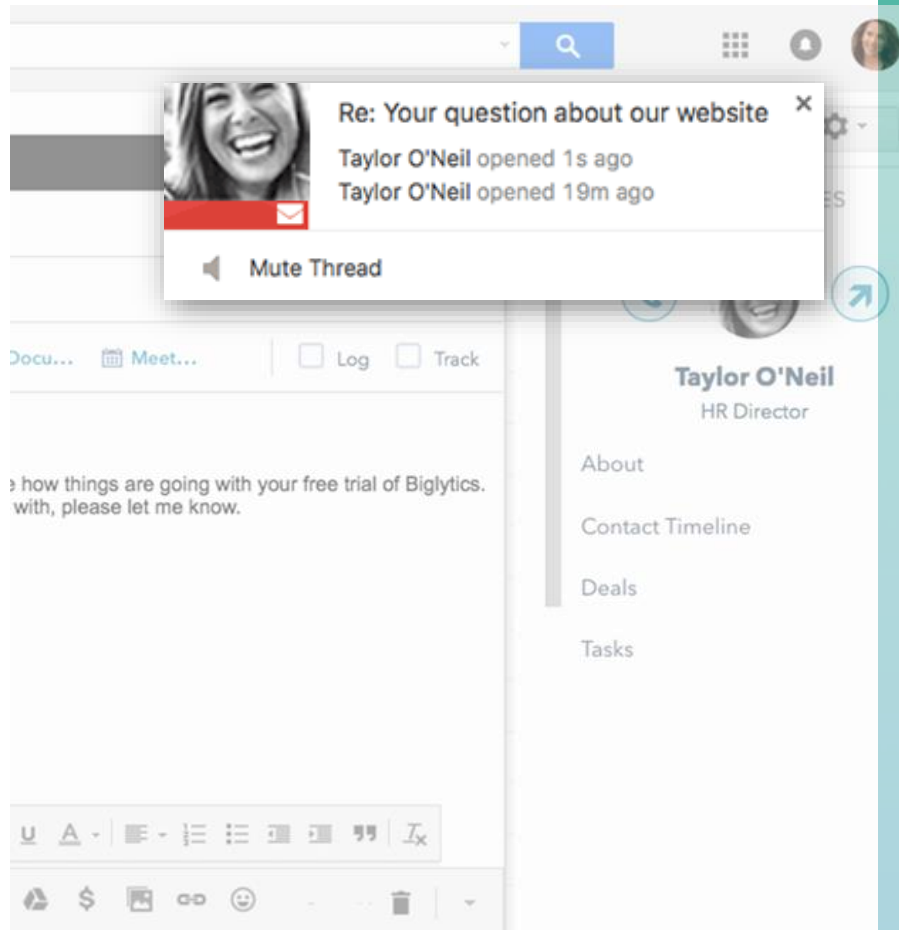 Re: Your question about our website
Taylor O'Neil opened 1s ago
Taylor O'Neil opened 19m ago
ES
Mute Thread
Docu... Meet... Log Track
Taylor O'Neil
HR Director
e how things are going with your free trial of Biglytics.
with, please let me know.
About
Contact Timeline
Deals
Tasks